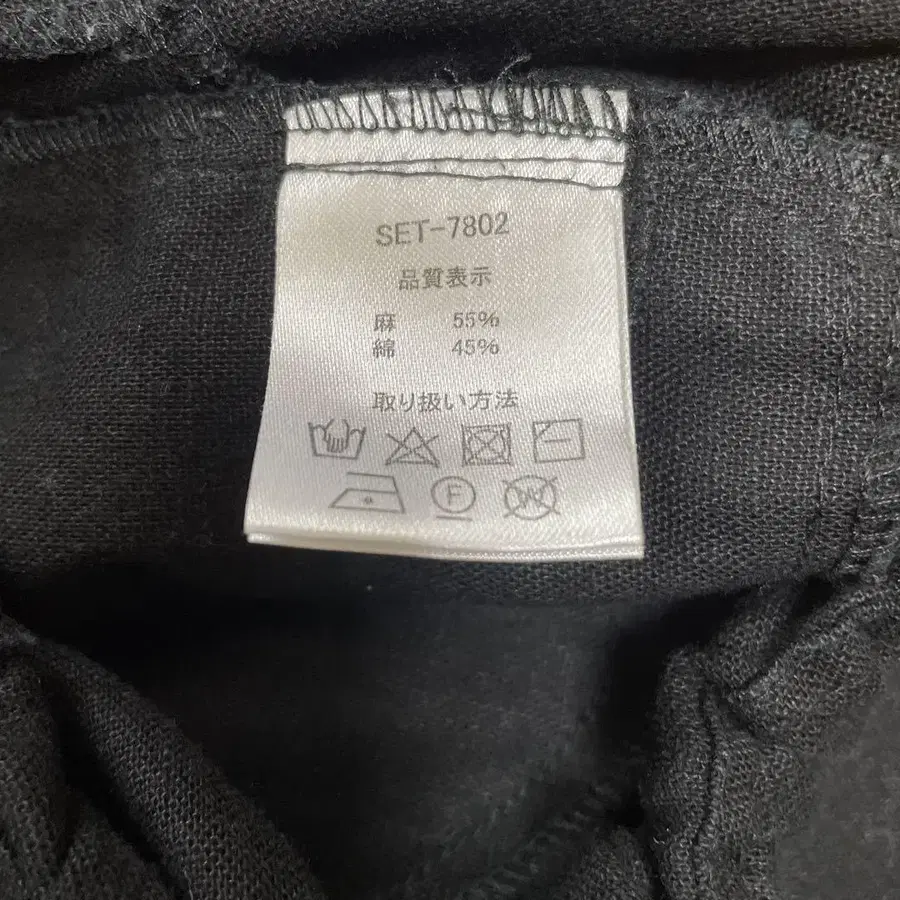 SET-7802
品質表示
麻 55%
綿 45%
取り扱い方法
F
W